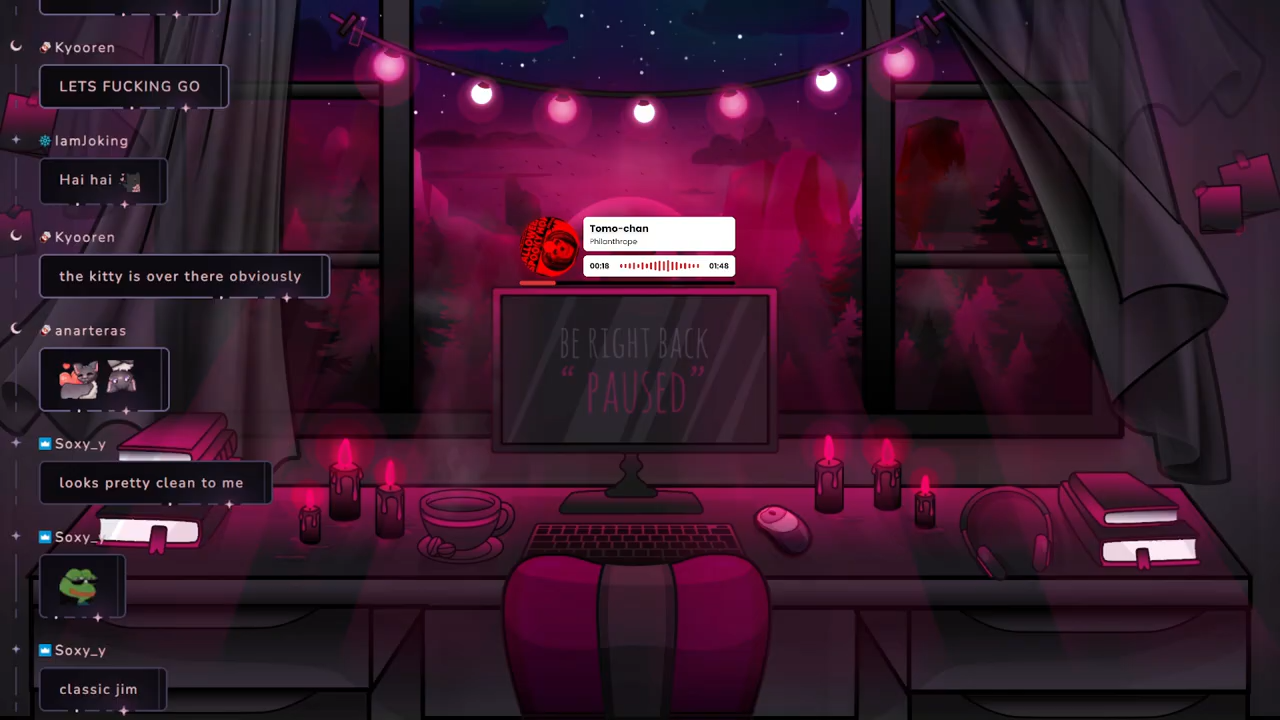 Kyooren
LETS FUCKING GO
IamJoking
Hai hai
Kyooren
the kitty is over there obviously
anarteras
Soxy_y
looks pretty clean to me
Soxy_y
Soxy_y
classic jim
Tomo-chan
Philanthrope
00:18 01:48
BE RIGHT BACK
“ PAUSED”